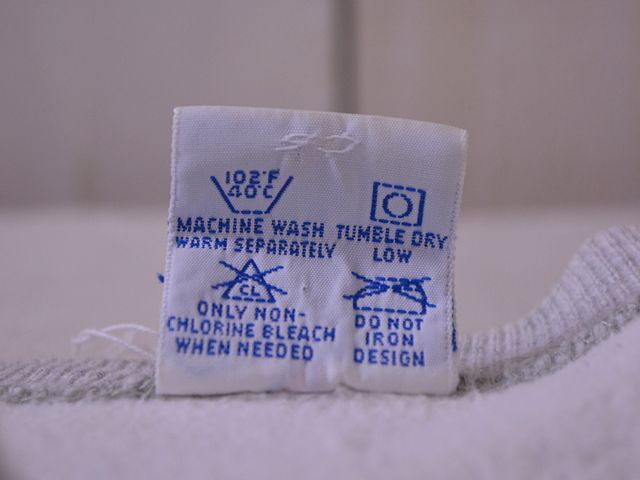 102°F
40°C
MACHINE WASH
WARM SEPARATELY
TUMBLE DRY
LOW
CL
ONLY NON-
CHLORINE BLEACH
WHEN NEEDED
DO NOT
IRON
DESIGN